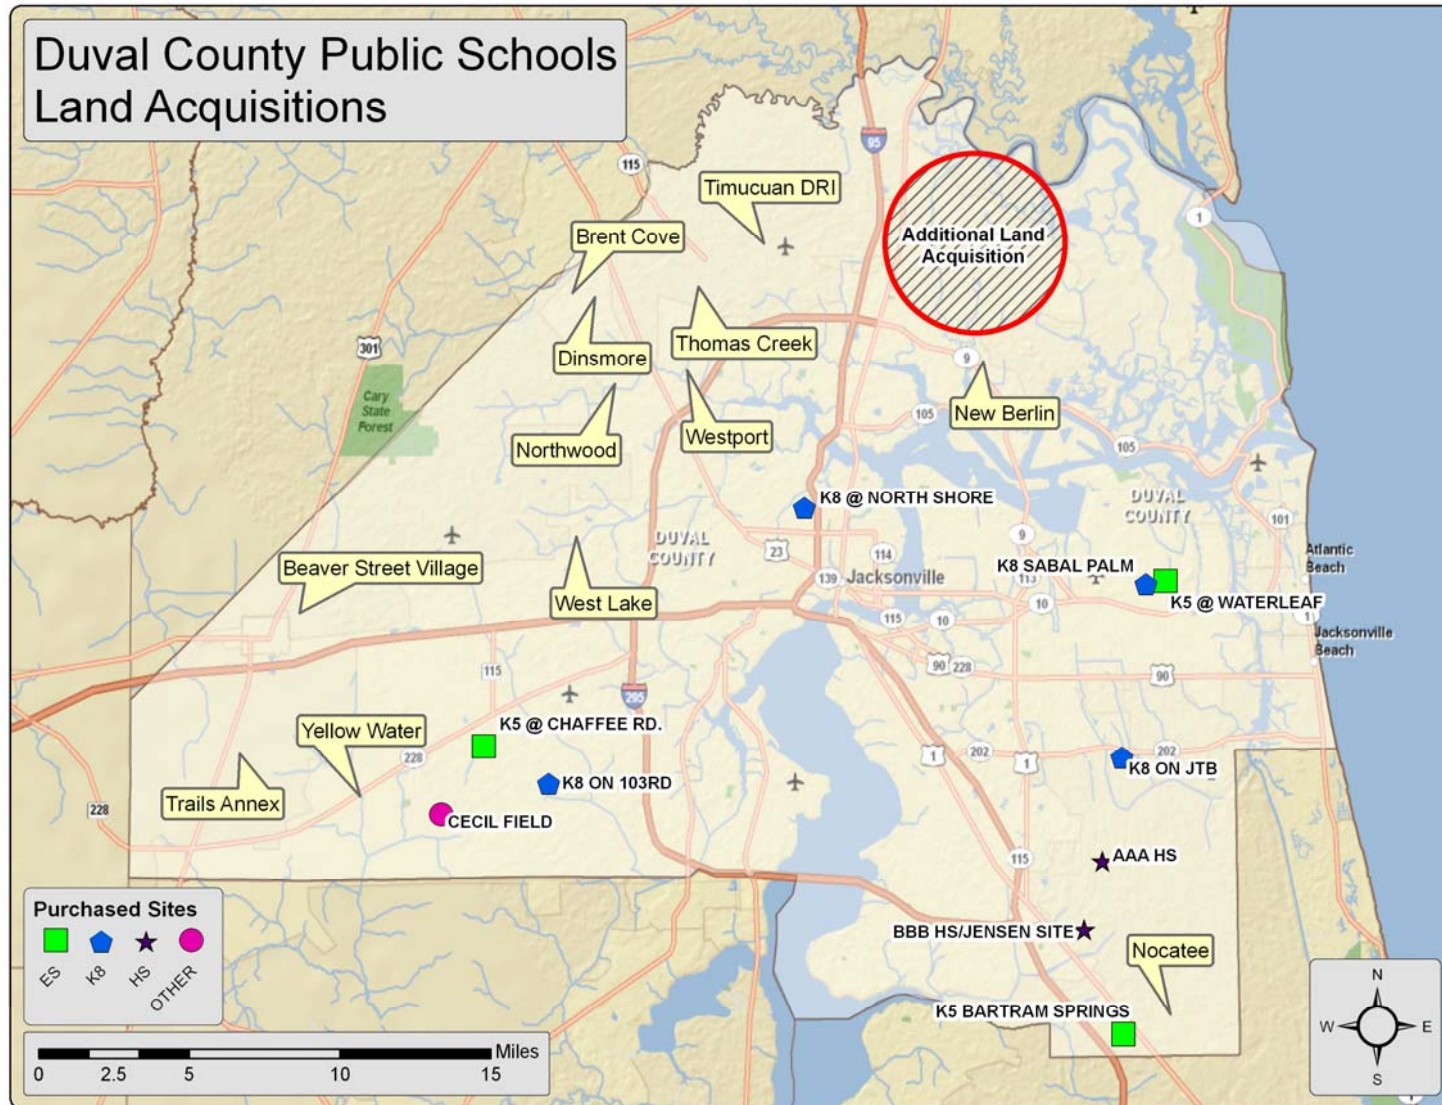 Duval County Public Schools
Land Acquisitions
115
95
Timucuan DRI
Additional Land
Acquisition
1
Brent Cove
301
Dinsmore
Thomas Creek
9
Cary
State
Forest
New Berlin
105
Northwood
Westport
105
K8 @ NORTH SHORE
DUVAL
COUNTY
101
DUVAL
COUNTY
23
114
9
Atlantic
Beach
Beaver Street Village
K8 SABAL PALM
139
Jacksonville
113
West Lake
K5 @ WATERLEAF
10
115
10
1
Jacksonville
Beach
90
228
90
115
295
K5 @ CHAFFEE RD.
Yellow Water
228
1
202
1
202
K8 ON JTB
K8 ON 103RD
Trails Annex
228
CECIL FIELD
115
AAA HS
Purchased Sites
ES
K8
HS
OTHER
BBB HS/JENSEN SITE
Nocatee
K5 BARTRAM SPRINGS
N
W
E
S
Miles
0
2.5
5
10
15
1